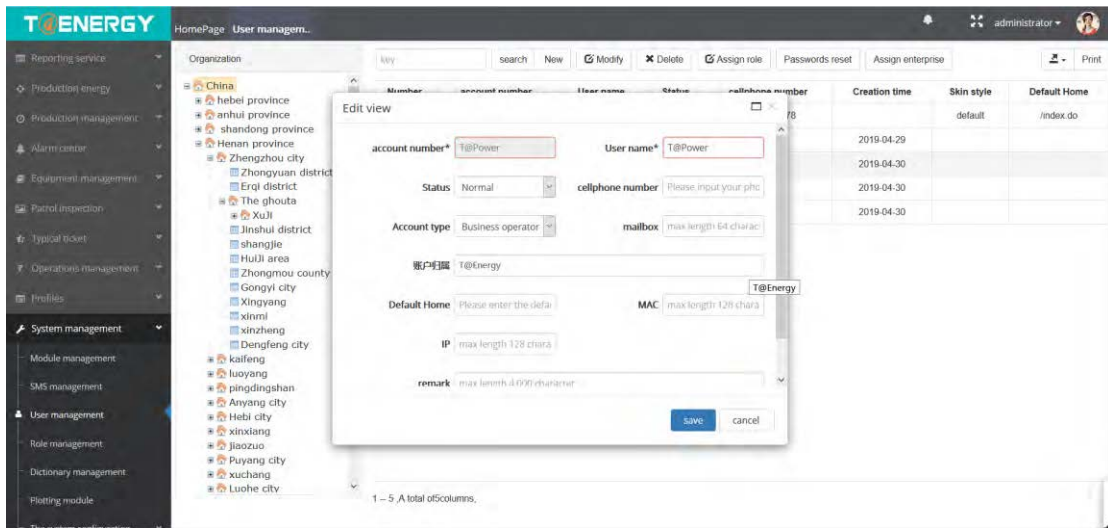 T@ENERGY
HomePage User managem..
administrator
Reporting service
Production energy
Production management
Alarm center
Equipment management
Patrol inspection
Typical ticket
Operations management
Profiles
System management
Module management
SMS management
User management
Role management
Dictionary management
Plotting module
The system configuration
Organization
China
hebei province
anhui province
shandong province
Henan province
Zhengzhou city
Zhongyuan district
Erqi district
The ghouta
XuJI
Jinshui district
shangjie
HuiJi area
Zhongmou county
Gongyi city
Xingyang
xinmi
xinzheng
Dengfeng city
kaifeng
luoyang
pingdingshan
Anyang city
Hebi city
xinxiang
Jiaozuo
Puyang city
xuchang
Luohe city
key search New Modify Delete Assign role Passwords reset Assign enterprise Print
Number account number User name Status cellphone number Creation time Skin style Default Home
78 default /index.do
2019-04-29
2019-04-30
2019-04-30
2019-04-30
Edit view
account number* T@Power User name* T@Power
Status Normal cellphone number Please input your pho
Account type Business operator mailbox max length 64 charac
账户归属 T@Energy
T@Energy
Default Home Please enter the defa MAC max length 128 chara
IP max length 128 chara
remark max length 4,000 character
save cancel
1 – 5 ,A total of5columns,